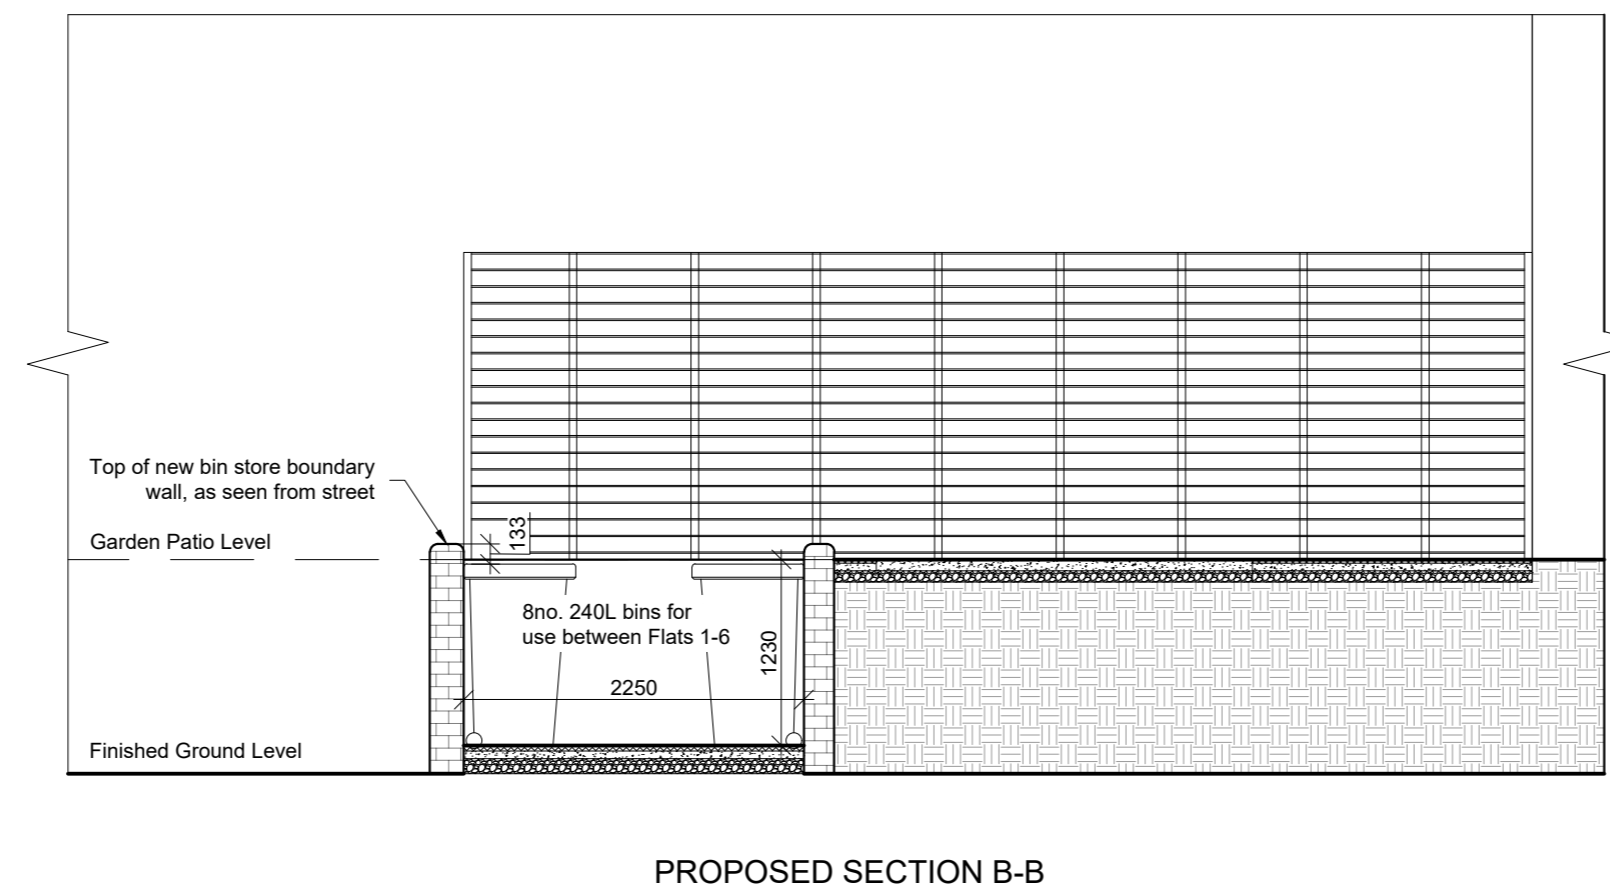 Top of new bin store boundary
wall, as seen from street
Garden Patio Level
133
8no. 240L bins for
use between Flats 1-6
1230
2250
Finished Ground Level
PROPOSED SECTION B-B